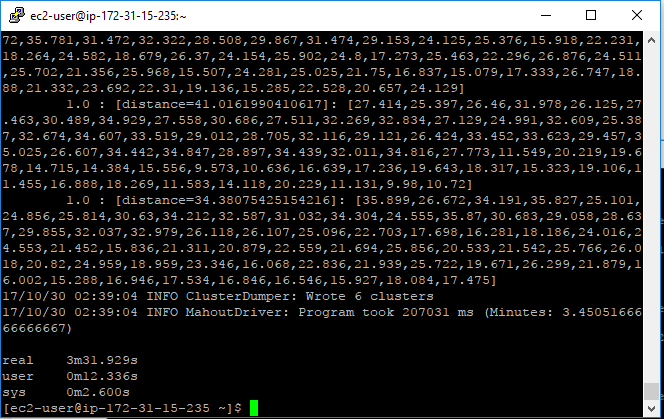 ec2-user@ip-172-31-15-235:~
72,35.781,31.472,32.322,28.508,29.867,31.474,29.153,24.125,25.376,15.918,22.231,
18.264,24.582,18.679,26.37,24.154,25.902,24.8,17.273,25.463,22.296,26.876,24.511
,25.702,21.356,25.968,15.507,24.281,25.025,21.75,16.837,15.079,17.333,26.747,18.
88,21.332,23.692,22.31,19.136,15.285,22.528,20.657,24.129]
1.0 : [distance=41.0161990410617]: [27.414,25.397,26.46,31.978,26.125,27
.463,30.489,34.929,27.558,30.686,27.511,32.269,32.834,27.129,24.991,32.609,25.38
7,32.674,34.607,33.519,29.012,28.705,32.116,29.121,26.424,33.452,33.623,29.457,3
5.025,26.607,34.442,34.847,28.897,34.439,32.011,34.816,27.773,11.549,20.219,19.6
78,14.715,14.384,15.556,9.573,10.636,16.639,17.236,19.643,18.317,15.323,19.106,1
1.455,16.888,18.269,11.583,14.118,20.229,11.131,9.98,10.72]
1.0 : [distance=34.38075425154216]: [35.899,26.672,34.191,35.827,25.101,
24.856,25.814,30.63,34.212,32.587,31.032,34.304,24.555,35.87,30.683,29.058,28.63
7,29.855,32.037,32.979,26.118,26.107,25.096,22.703,17.698,16.281,18.186,24.016,2
4.553,21.452,15.836,21.311,20.879,22.559,21.694,25.856,20.533,21.542,25.766,26.0
18,20.82,24.959,18.959,23.346,16.068,22.836,21.939,25.722,19.671,26.299,21.879,1
6.002,15.288,16.946,17.534,16.846,16.546,15.927,18.084,17.475]
17/10/30 02:39:04 INFO ClusterDumper: Wrote 6 clusters
17/10/30 02:39:04 INFO MahoutDriver: Program took 207031 ms (Minutes: 3.45051666
66666667)
real 3m31.929s
user 0m12.336s
sys 0m2.600s
[ec2-user@ip-172-31-15-235 ~]$